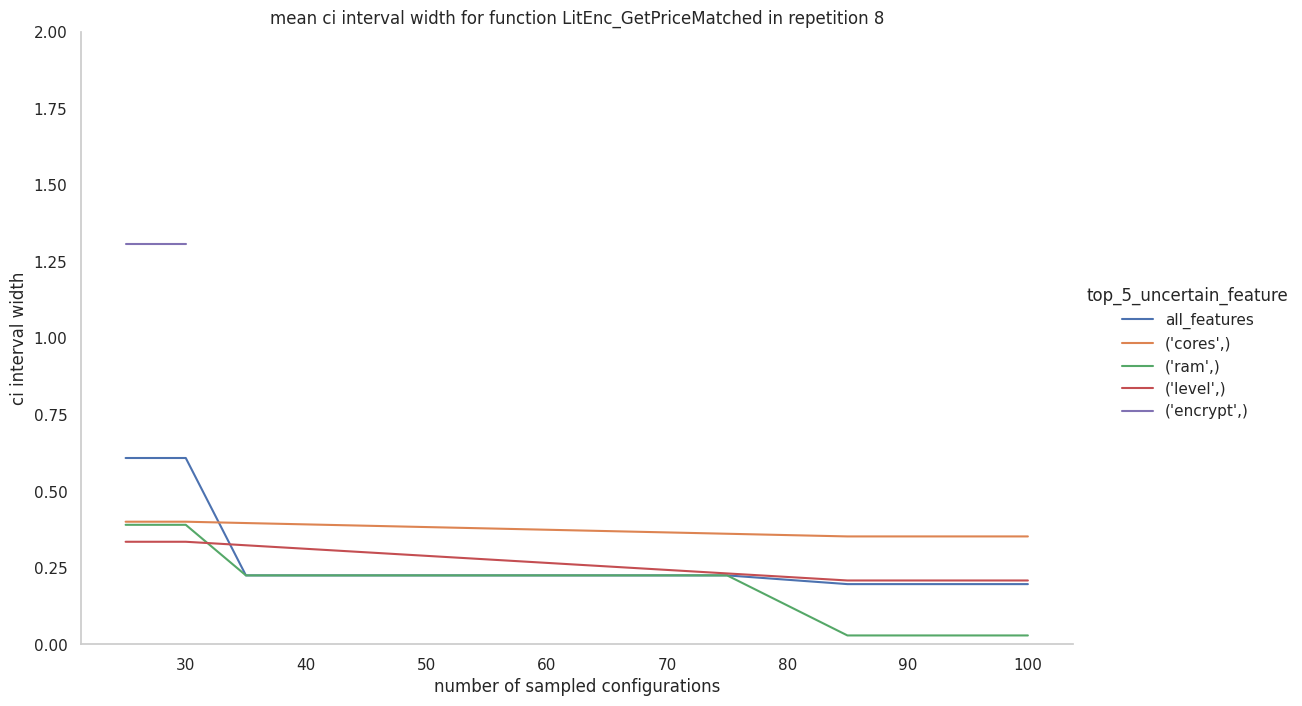 mean ci interval width for function LitEnc_GetPriceMatched in repetition 8
2.00
1.75
1.50
1.25
1.00
0.75
0.50
0.25
0.00
ci interval width
30 40 50 60 70 80 90 100
number of sampled configurations
top_5_uncertain_feature
all_features
('cores',)
('ram',)
('level',)
('encrypt',)